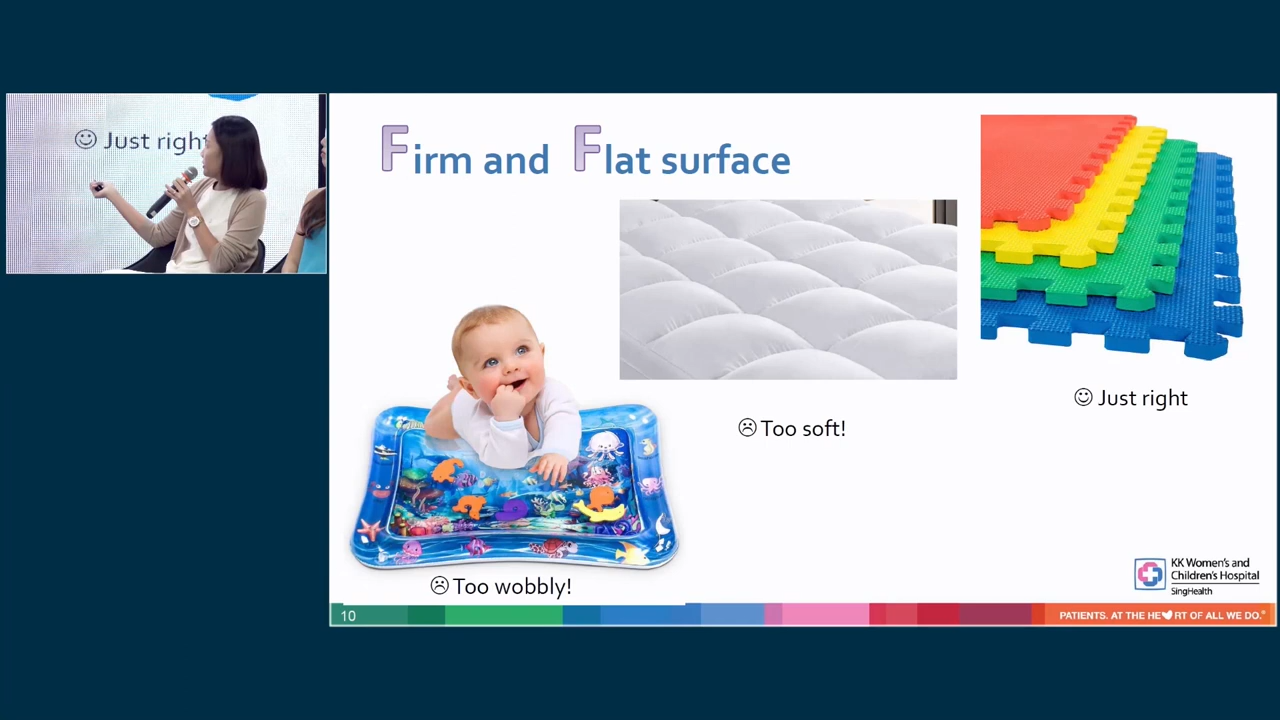 ☺ Just right
Firm and Flat surface
☹ Too soft!
☺ Just right
☹ Too wobbly!
KK Women's and
Children's Hospital
SingHealth
10
PATIENTS. AT THE HE♥RT OF ALL WE DO.®